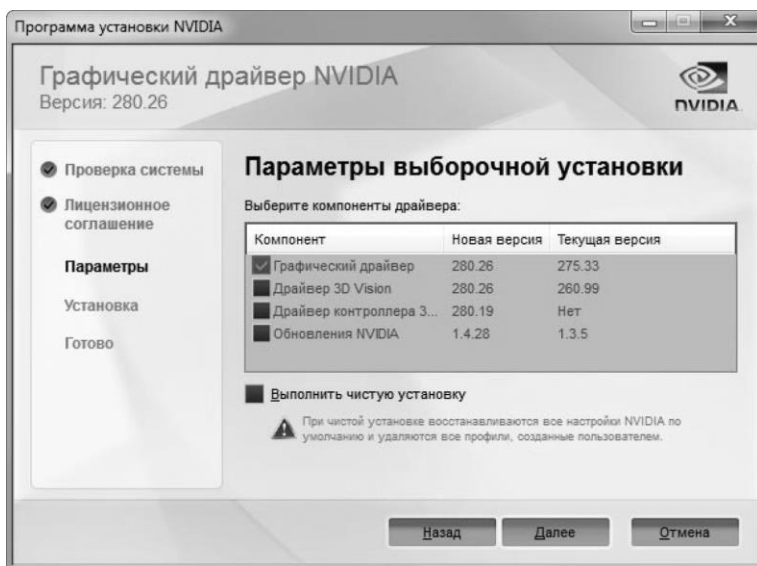 Программа установки NVIDIA
Графический драйвер NVIDIA
Версия: 280.26
NVIDIA
Проверка системы
Лицензионное
соглашение
Параметры
Установка
Готово
Параметры выборочной установки
Выберите компоненты драйвера:
Компонент Новая версия Текущая версия
Графический драйвер 280.26 275.33
Драйвер 3D Vision 280.26 260.99
Драйвер контроллера 3... 280.19 Нет
Обновления NVIDIA 1.4.28 1.3.5
Выполнить чистую установку
При чистой установке восстанавливаются все настройки NVIDIA по
умолчанию и удаляются все профили, созданные пользователем.
Назад Далее Отмена